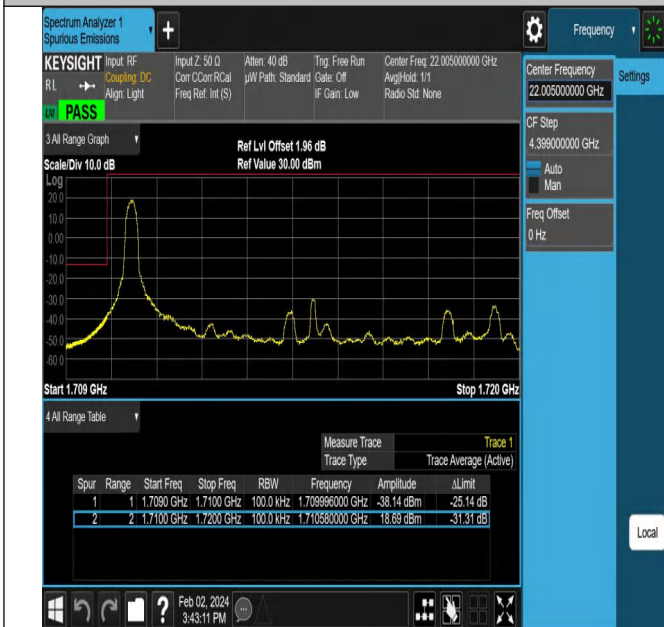 Spectrum Analyzer 1
Spurious Emissions
+
Frequency
KEYSIGHT
RL
Input: RF
Coupling: DC
Align: Light
Input Z: 50 Ω
Corr CCorr RCal
Freq Ref: Int (S)
Atten: 40 dB
µW Path: Standard
Trig: Free Run
Gate: Off
IF Gain: Low
Center Freq: 22.005000000 GHz
Avg|Hold: 1/1
Radio Std: None
PASS
Center Frequency
22.005000000 GHz
Settings
CF Step
4.399000000 GHz
Auto
Man
Freq Offset
0 Hz
3 All Range Graph
Scale/Div 10.0 dB
Ref Lvl Offset 1.96 dB
Ref Value 30.00 dBm
Log
20.0
10.0
0.00
-10.0
-20.0
-30.0
-40.0
-50.0
-60.0
Start 1.709 GHz
Stop 1.720 GHz
4 All Range Table
Measure Trace Trace 1
Trace Type Trace Average (Active)
Spur Range Start Freq Stop Freq RBW Frequency Amplitude ΔLimit
1 1 1.7090 GHz 1.7100 GHz 100.0 kHz 1.709996000 GHz -38.14 dBm -25.14 dB
2 2 1.7100 GHz 1.7200 GHz 100.0 kHz 1.710580000 GHz 18.69 dBm -31.31 dB
Local
?
Feb 02, 2024
3:43:11 PM